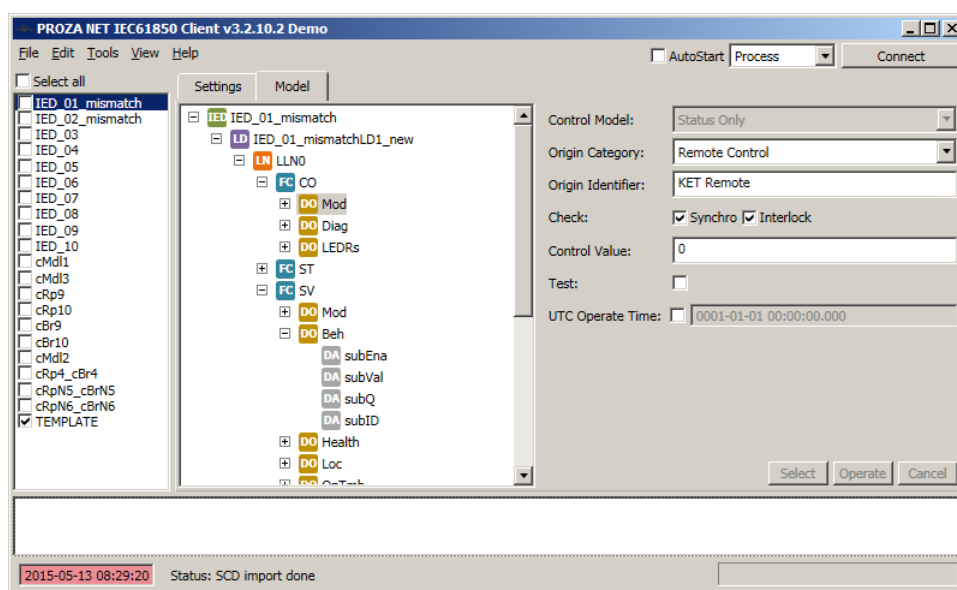 PROZA NET IEC61850 Client v3.2.10.2 Demo
File Edit Tools View Help
AutoStart Process Connect
Select all
IED_01_mismatch
IED_02_mismatch
IED_03
IED_04
IED_05
IED_06
IED_07
IED_08
IED_09
IED_10
cMdl1
cMdl3
cRp9
cRp10
cBr9
cBr10
cMdl2
cRp4_cBr4
cRpN5_cBrN5
cRpN6_cBrN6
TEMPLATE
Settings Model
IED IED_01_mismatch
LD IED_01_mismatchLD1_new
LN LLN0
FC CO
DO Mod
DO Diag
DO LEDRs
FC ST
FC SV
DO Mod
DO Beh
DA subEna
DA subVal
DA subQ
DA subID
DO Health
DO Loc
DO OpTmh
Control Model: Status Only
Origin Category: Remote Control
Origin Identifier: KET Remote
Check: Synchro Interlock
Control Value: 0
Test:
UTC Operate Time: 0001-01-01 00:00:00.000
Select Operate Cancel
2015-05-13 08:29:20 Status: SCD import done